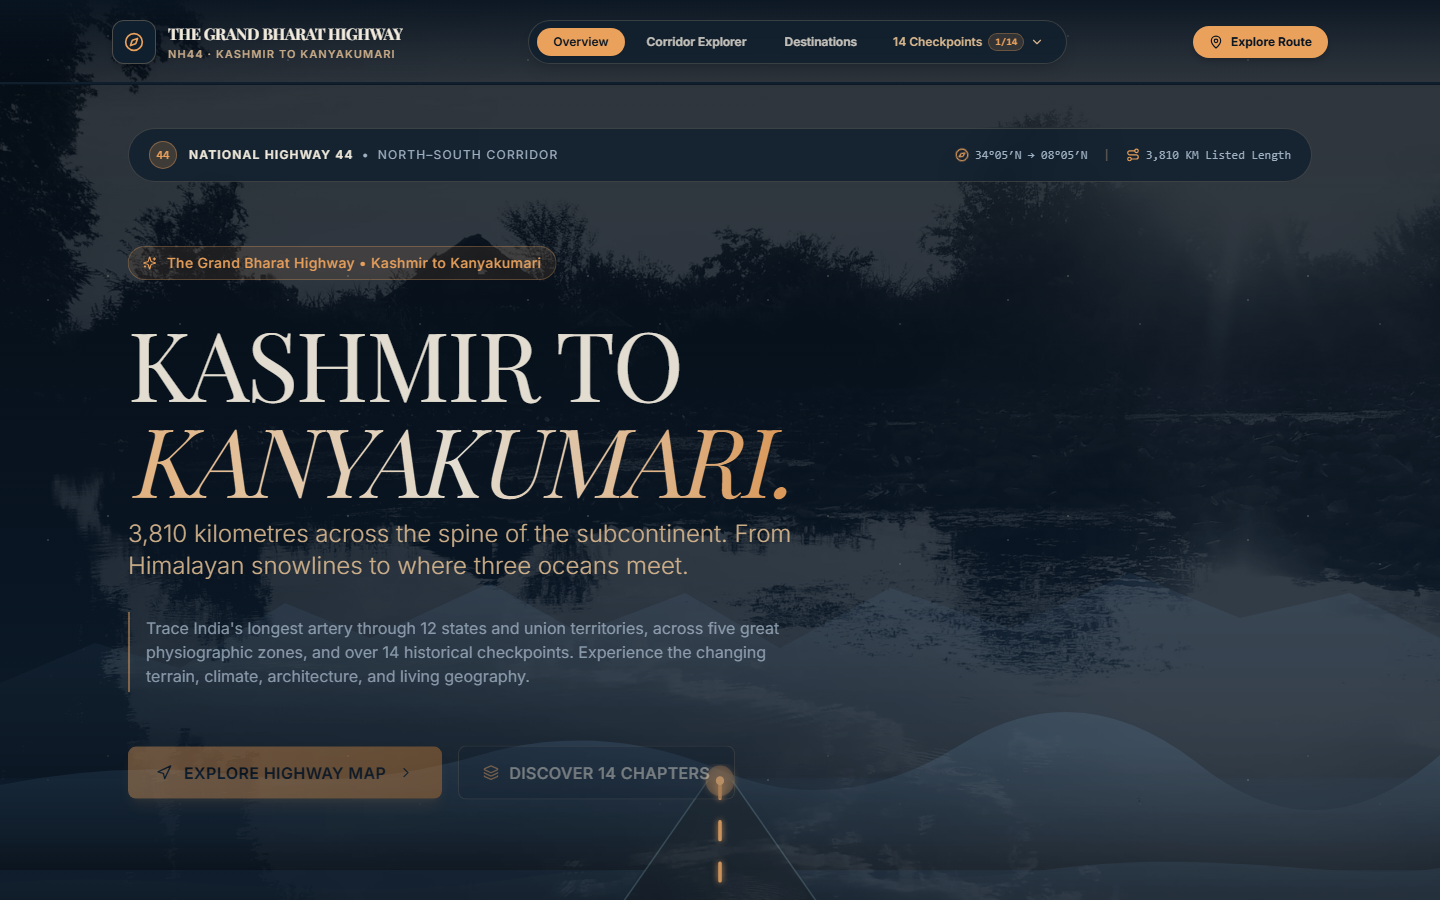 THE GRAND BHARAT HIGHWAY
NH44 · KASHMIR TO KANYAKUMARI
Overview
Corridor Explorer
Destinations
14 Checkpoints 1/14
Explore Route
44 NATIONAL HIGHWAY 44 • NORTH–SOUTH CORRIDOR
34°05′N → 08°05′N | 3,810 KM Listed Length
The Grand Bharat Highway • Kashmir to Kanyakumari
KASHMIR TO
KANYAKUMARI.
3,810 kilometres across the spine of the subcontinent. From
Himalayan snowlines to where three oceans meet.
Trace India's longest artery through 12 states and union territories, across five great
physiographic zones, and over 14 historical checkpoints. Experience the changing
terrain, climate, architecture, and living geography.
EXPLORE HIGHWAY MAP
DISCOVER 14 CHAPTERS